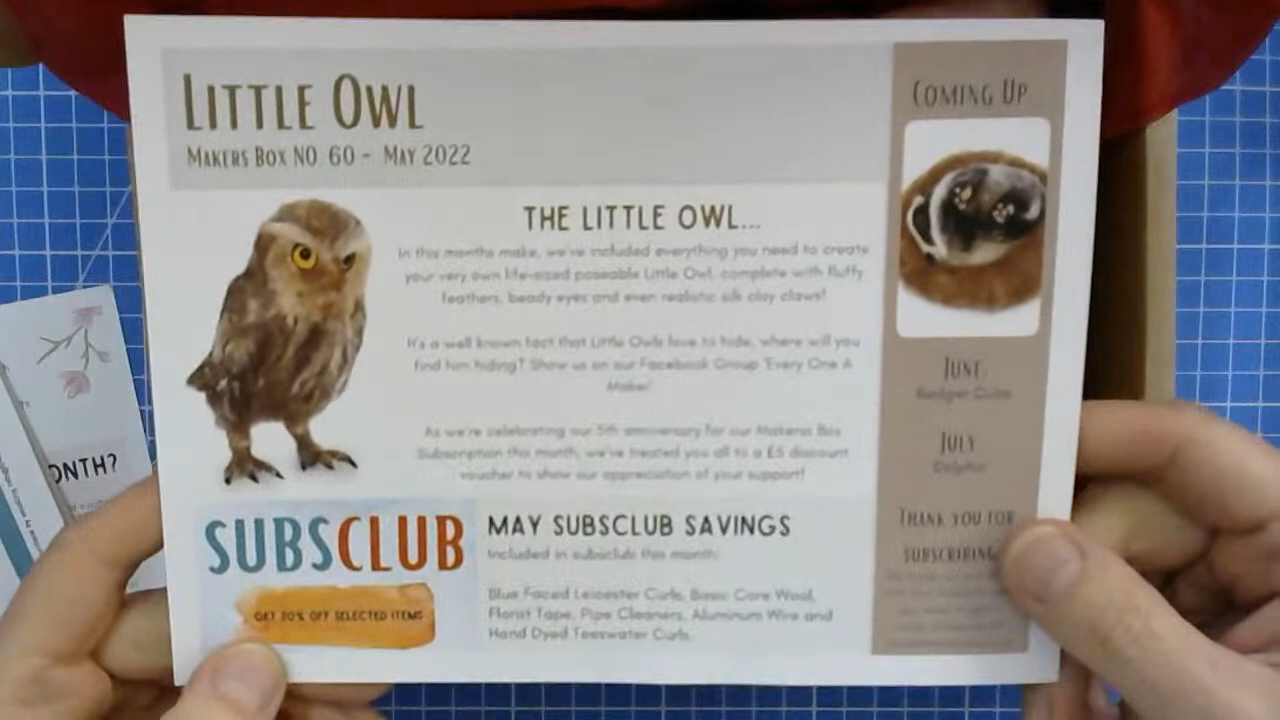 LITTLE OWL
MAKERS BOX NO 60 - MAY 2022
THE LITTLE OWL...
In this months make, we've included everything you need to create
your very own life-sized poseable Little Owl, complete with fluffy
feathers, beady eyes and even realistic silk clay claws!
It's a well known fact that Little Owls love to hide, where will you
find him hiding? Show us on our Facebook Group 'Every One A
Maker'
As we're celebrating our 5th anniversary for our Makerss Box
Subscription this month, we've treated you all to a £5 discount
voucher to show our appreciation of your support!
SUBSCLUB
GET 20% OFF SELECTED ITEMS
MAY SUBSCLUB SAVINGS
Included in subsclub this month:
Blue Faced Leicester Curls, Basic Core Wool,
Florist Tape, Pipe Cleaners, Aluminum Wire and
Hand Dyed Teeswater Curls.
COMING UP
JUNE
Badger Cubs
JULY
THANK YOU FOR
SUBSCRIBING
ONTH?